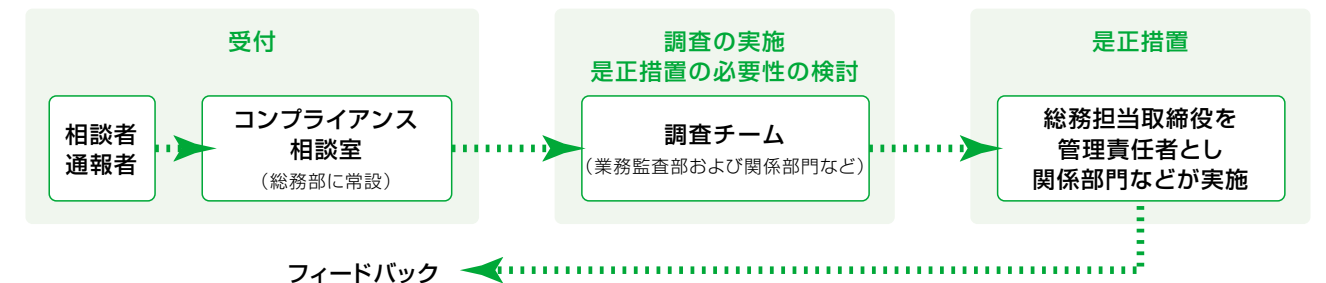 受付
相談者
通報者
コンプライアンス
相談室
（総務部に常設）
調査の実施
是正措置の必要性の検討
調査チーム
（業務監査部および関係部門など）
是正措置
総務担当取締役を
管理責任者とし
関係部門などが実施
フィードバック